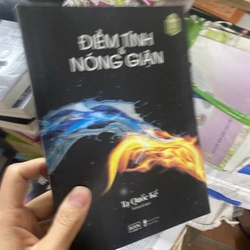 ĐIỀM TĨNH
&
NÓNG GIẬN
Tạ Quốc Kế